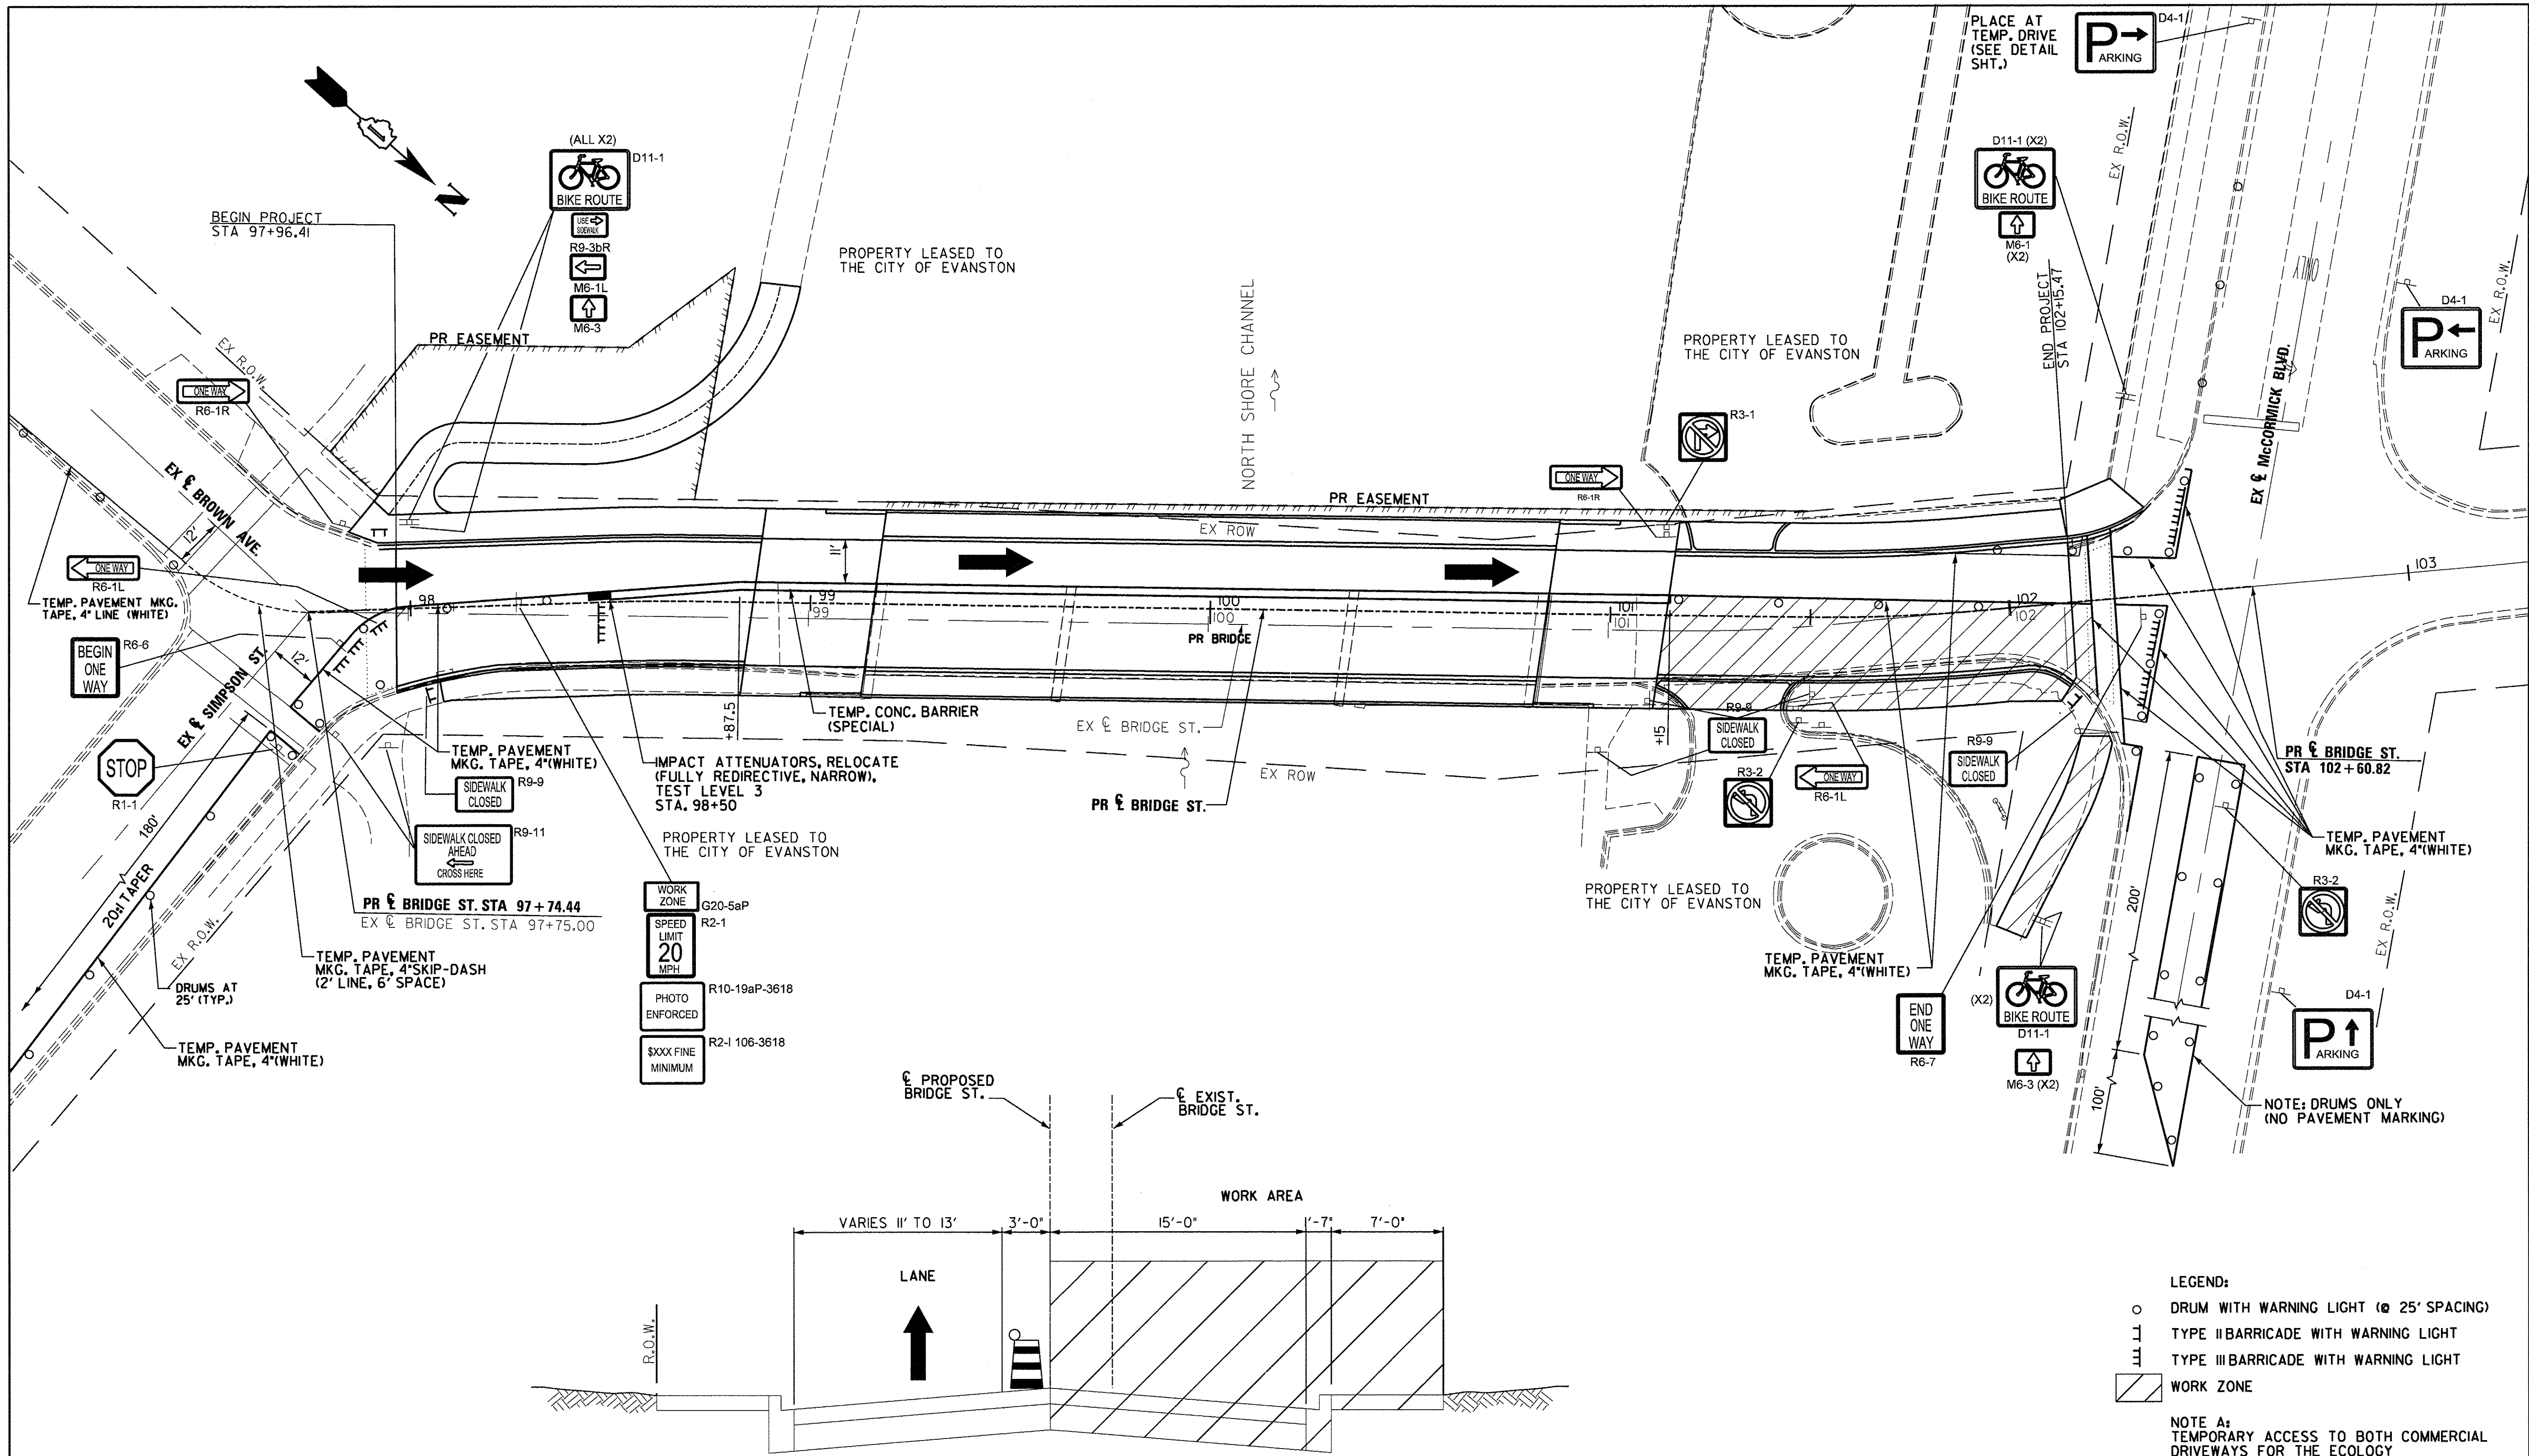 PLACE AT
TEMP. DRIVE
(SEE DETAIL
SHT.)
P
ARKING
D4-1
(ALL X2)
BIKE ROUTE
D11-1
USE
SIDEWALK
R9-3bR
M6-1L
M6-3
N
BEGIN PROJECT
STA 97+96.41
PROPERTY LEASED TO
THE CITY OF EVANSTON
D11-1 (X2)
BIKE ROUTE
M6-1
(X2)
EX R.O.W.
ONLY
EX R.O.W.
D4-1
P
ARKING
END PROJECT
STA 102+15.47
PR EASEMENT
EX R.O.W.
ONE WAY
R6-1R
NORTH SHORE CHANNEL
PROPERTY LEASED TO
THE CITY OF EVANSTON
EX ℄ McCORMICK BLVD.
R3-1
ONE WAY
R6-1R
PR EASEMENT
EX ROW
EX ℄ BROWN AVE.
12'
11'
ONE WAY
R6-1L
TEMP. PAVEMENT MKG.
TAPE, 4" LINE (WHITE)
98
99
99
100
100
101
101
102
102
103
PR BRIDGE
BEGIN
ONE
WAY
R6-6
EX ℄ SIMPSON ST.
12'
+87.5
TEMP. CONC. BARRIER
(SPECIAL)
EX ℄ BRIDGE ST.
+15
R9-9
SIDEWALK
CLOSED
STOP
R1-1
TEMP. PAVEMENT
MKG. TAPE, 4"(WHITE)
IMPACT ATTENUATORS, RELOCATE
(FULLY REDIRECTIVE, NARROW),
TEST LEVEL 3
STA. 98+50
EX ROW
PR ℄ BRIDGE ST.
R3-2
ONE WAY
R6-1L
R9-9
SIDEWALK
CLOSED
PR ℄ BRIDGE ST.
STA 102+60.82
SIDEWALK
CLOSED
R9-9
SIDEWALK CLOSED
AHEAD
CROSS HERE
R9-11
PROPERTY LEASED TO
THE CITY OF EVANSTON
TEMP. PAVEMENT
MKG. TAPE, 4"(WHITE)
180'
20:1 TAPER
EX R.O.W.
PR ℄ BRIDGE ST. STA 97+74.44
EX ℄ BRIDGE ST. STA 97+75.00
WORK
ZONE
G20-5aP
SPEED
LIMIT
20
MPH
R2-1
PHOTO
ENFORCED
R10-19aP-3618
$XXX FINE
MINIMUM
R2-I 106-3618
PROPERTY LEASED TO
THE CITY OF EVANSTON
R3-2
200'
EX R.O.W.
TEMP. PAVEMENT
MKG. TAPE, 4"SKIP-DASH
(2' LINE, 6' SPACE)
DRUMS AT
25' (TYP.)
TEMP. PAVEMENT
MKG. TAPE, 4"(WHITE)
TEMP. PAVEMENT
MKG. TAPE, 4"(WHITE)
END
ONE
WAY
R6-7
(X2)
BIKE ROUTE
D11-1
M6-3 (X2)
D4-1
P
ARKING
100'
NOTE: DRUMS ONLY
(NO PAVEMENT MARKING)
℄ PROPOSED
BRIDGE ST.
℄ EXIST.
BRIDGE ST.
WORK AREA
VARIES 11' TO 13'
3'-0"
15'-0"
1'-7"
7'-0"
LANE
R.O.W.
LEGEND:
DRUM WITH WARNING LIGHT (@ 25' SPACING)
TYPE II BARRICADE WITH WARNING LIGHT
TYPE III BARRICADE WITH WARNING LIGHT
WORK ZONE
NOTE A:
TEMPORARY ACCESS TO BOTH COMMERCIAL
DRIVEWAYS FOR THE ECOLOGY